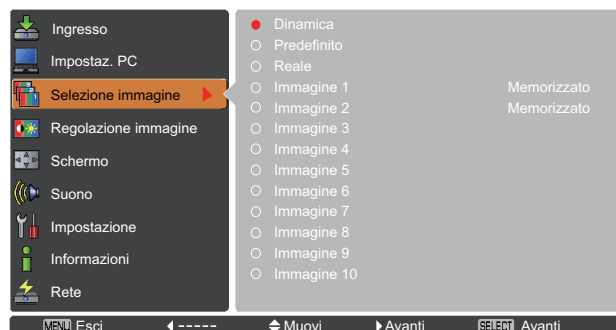 Ingresso
Impostaz. PC
Selezione immagine
Regolazione immagine
Schermo
Suono
Impostazione
Informazioni
Rete
Dinamica
Predefinito
Reale
Immagine 1 Memorizzato
Immagine 2 Memorizzato
Immagine 3
Immagine 4
Immagine 5
Immagine 6
Immagine 7
Immagine 8
Immagine 9
Immagine 10
MENU Esci ----- Muovi Avanti SELECT Avanti